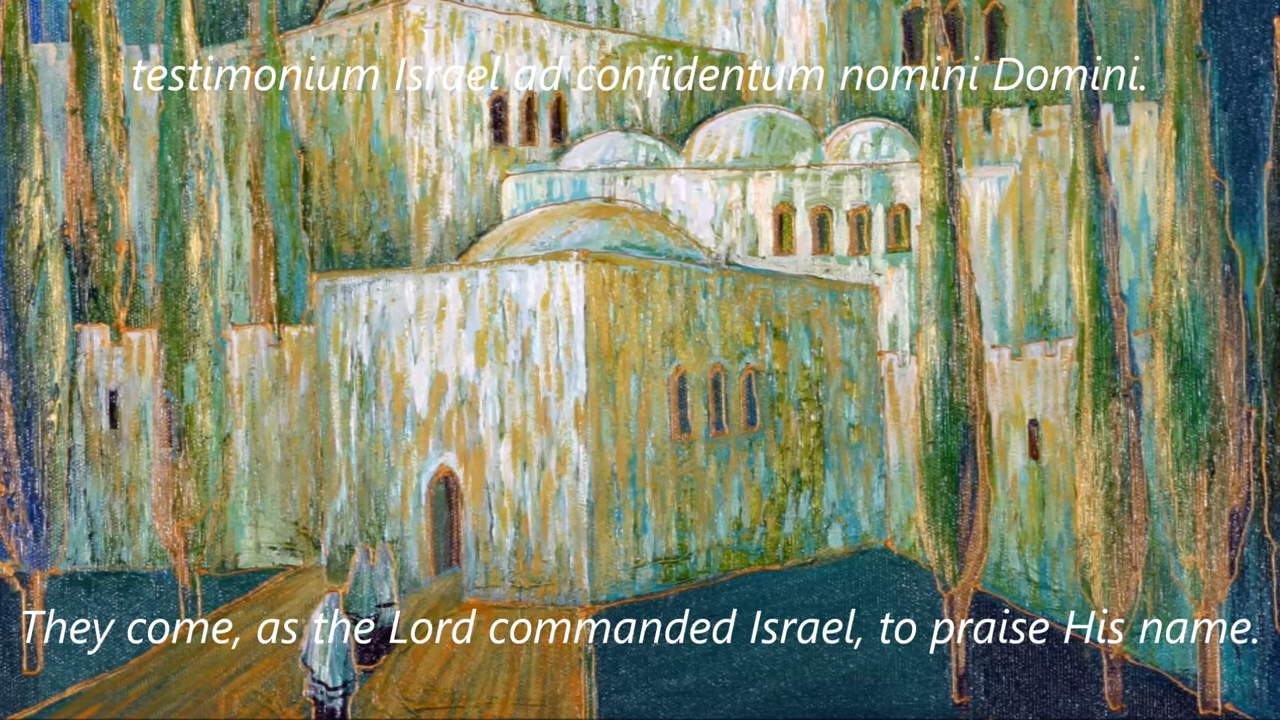 testimonium Israel ad confidentum nomini Domini.
They come, as the Lord commanded Israel, to praise His name.